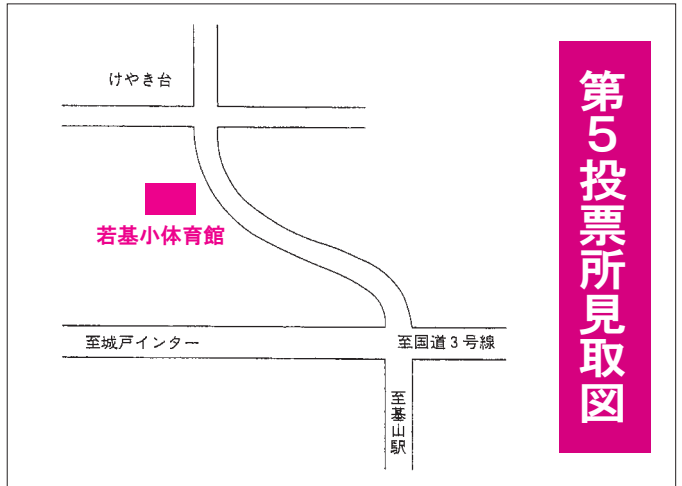 第5投票所見取図
けやき台
若基小体育館
至城戸インター
至国道3号線
至基山駅